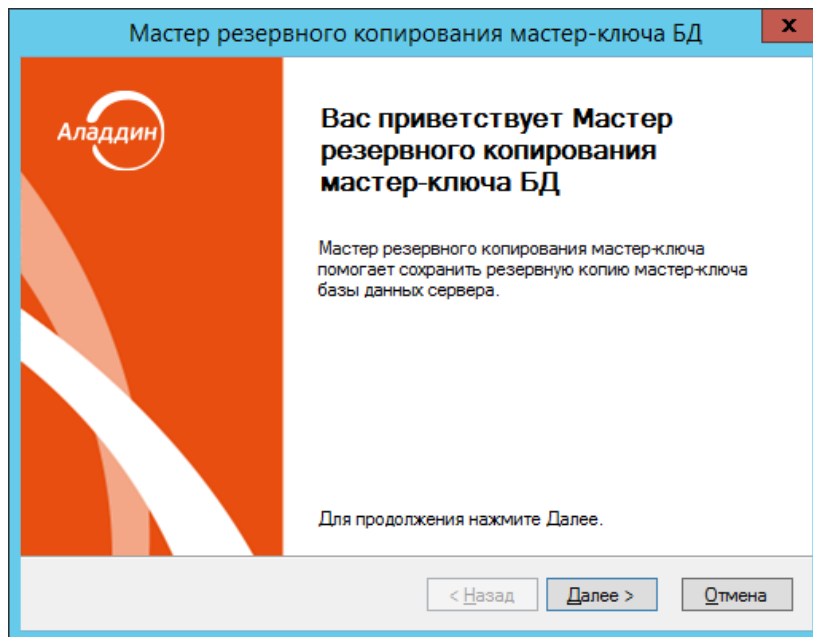 Мастер резервного копирования мастер-ключа БД
x
Аладдин
Вас приветствует Мастер
резервного копирования
мастер-ключа БД
Мастер резервного копирования мастер-ключа
помогает сохранить резервную копию мастер-ключа
базы данных сервера.
Для продолжения нажмите Далее.
< Назад
Далее >
Отмена